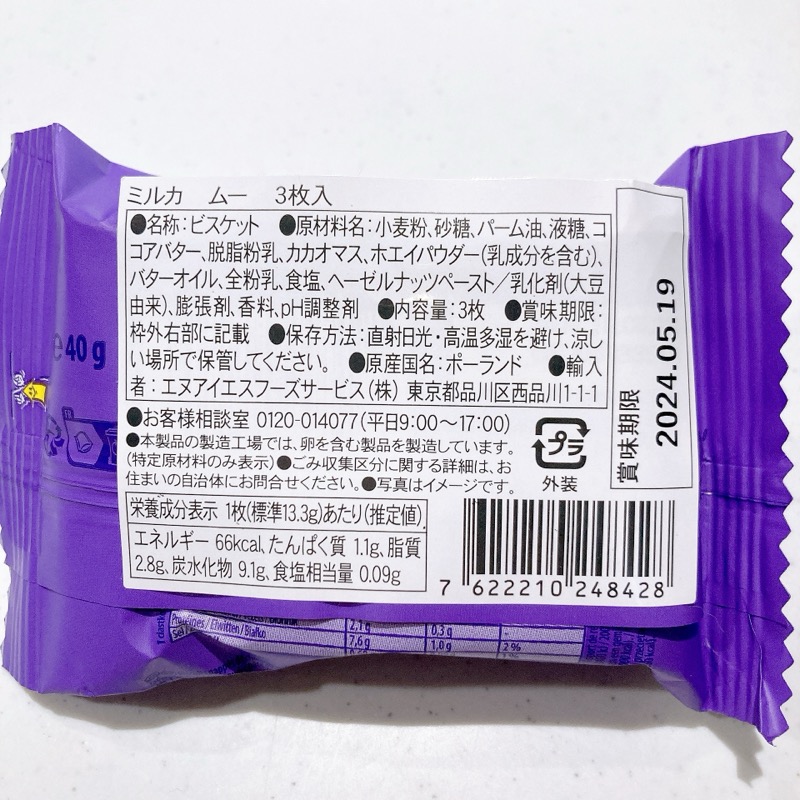 ミルカ ムー 3枚入
●名称:ビスケット ●原材料名:小麦粉、砂糖、パーム油、液糖、コ
コアバター、脱脂粉乳、カカオマス、ホエイパウダー(乳成分を含む)、
バターオイル、全粉乳、食塩、ヘーゼルナッツペースト/乳化剤(大豆
由来)、膨張剤、香料、pH調整剤 ●内容量:3枚 ●賞味期限:
枠外右部に記載 ●保存方法:直射日光・高温多湿を避け、涼し
い場所で保管してください。 ●原産国名:ポーランド ●輸入
者:エヌアイエスフーズサービス(株) 東京都品川区西品川1-1-1
●お客様相談室 0120-014077(平日9:00~17:00)
●本製品の製造工場では、卵を含む製品を製造しています。
(特定原材料のみ表示)●ごみ収集区分に関する詳細は、お
住まいの自治体にお問合せください。●写真はイメージです。
プラ
外装
栄養成分表示 1枚(標準13.3g)あたり(推定値)
エネルギー 66kcal、たんぱく質 1.1g、脂質
2.8g、炭水化物 9.1g、食塩相当量 0.09g
7 622210 248428
賞味期限 2024.05.19
e 40 g
Protéines/Eiwitten/Białko
2,1g 0,3g
7,6g 1,0g 2%